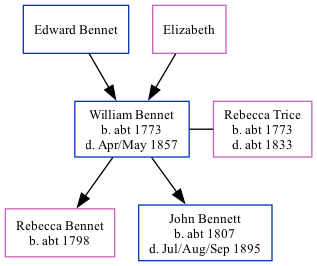 Edward Bennet
Elizabeth
William Bennet
b. abt 1773
d. Apr/May 1857
Rebecca Trice
b. abt 1773
d. abt 1833
Rebecca Bennet
b. abt 1798
John Bennett
b. abt 1807
d. Jul/Aug/Sep 1895